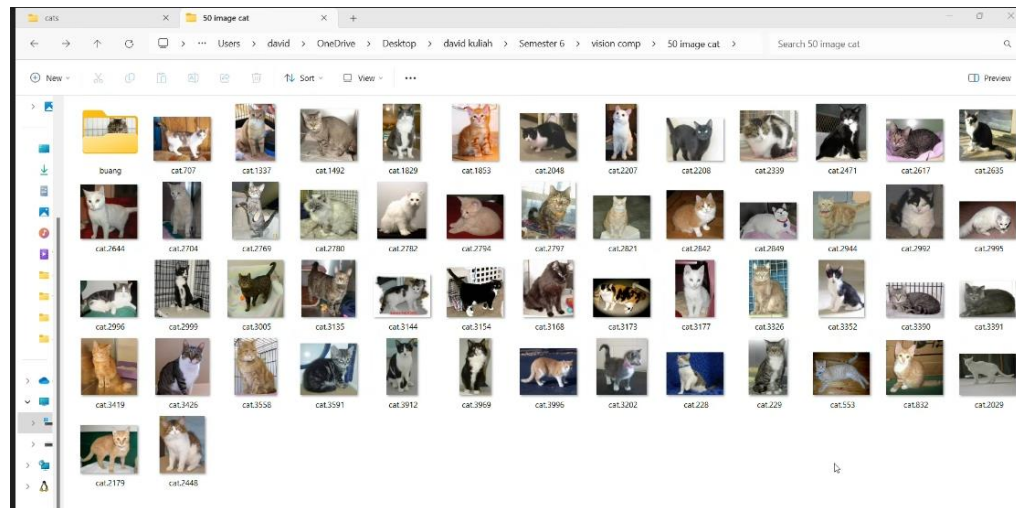 cats
50 image cat
Users > david > OneDrive > Desktop > david kuliah > Semester 6 > vision comp > 50 image cat >
Search 50 image cat
New
Sort
View
Preview
buang
cat.707
cat.1337
cat.1492
cat.1829
cat.1853
cat.2048
cat.2207
cat.2208
cat.2339
cat.2471
cat.2617
cat.2635
cat.2644
cat.2704
cat.2769
cat.2780
cat.2782
cat.2794
cat.2797
cat.2821
cat.2842
cat.2849
cat.2944
cat.2992
cat.2995
cat.2996
cat.2999
cat.3005
cat.3135
cat.3144
cat.3154
cat.3168
cat.3173
cat.3177
cat.3326
cat.3352
cat.3390
cat.3391
cat.3419
cat.3426
cat.3558
cat.3591
cat.3912
cat.3969
cat.3996
cat.3202
cat.228
cat.229
cat.553
cat.832
cat.2029
cat.2179
cat.2448